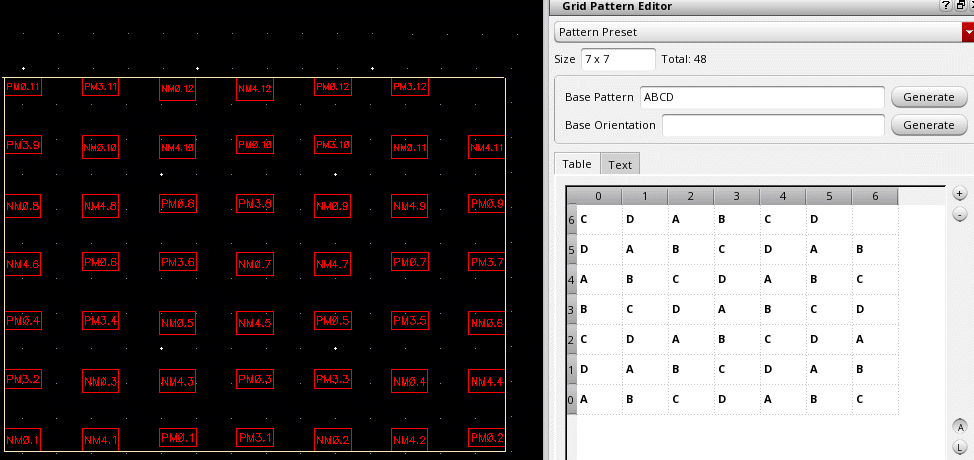 PM0.11 PM3.11 NM0.12 NM4.12 PM0.12 PM3.12
PM3.9 NM0.10 NM4.10 PM0.10 PM3.10 NM0.11 NM4.11
NM0.8 NM4.8 PM0.8 PM3.8 NM0.9 NM4.9 PM0.9
NM4.6 PM0.6 PM3.6 NM0.7 NM4.7 PM0.7 PM3.7
PM0.4 PM3.4 NM0.5 NM4.5 PM0.5 PM3.5 NM0.6
PM3.2 NM0.3 NM4.3 PM0.3 PM3.3 NM0.4 NM4.4
NM0.1 NM4.1 PM0.1 PM3.1 NM0.2 NM4.2 PM0.2
Grid Pattern Editor ?
Pattern Preset
Size 7 x 7 Total: 48
Base Pattern ABCD Generate
Base Orientation Generate
Table Text
0 1 2 3 4 5 6
6 C D A B C D
5 D A B C D A B
4 A B C D A B C
3 B C D A B C D
2 C D A B C D A
1 D A B C D A B
0 A B C D A B C
+
-
A
L